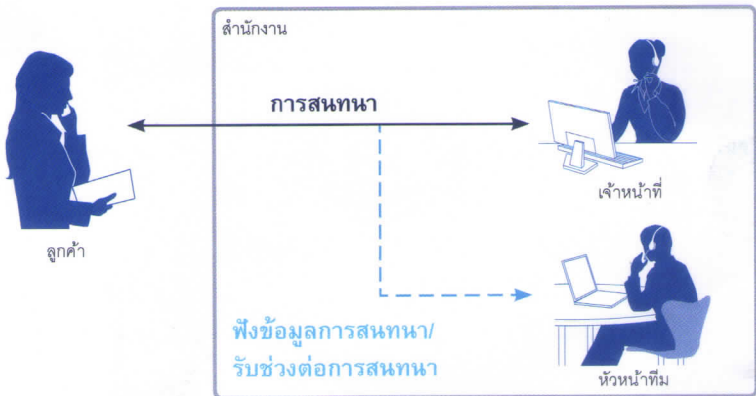 สำนักงาน
การสนทนา
เจ้าหน้าที่
ลูกค้า
ฟังข้อมูลการสนทนา/
รับช่วงต่อการสนทนา
หัวหน้าทีม